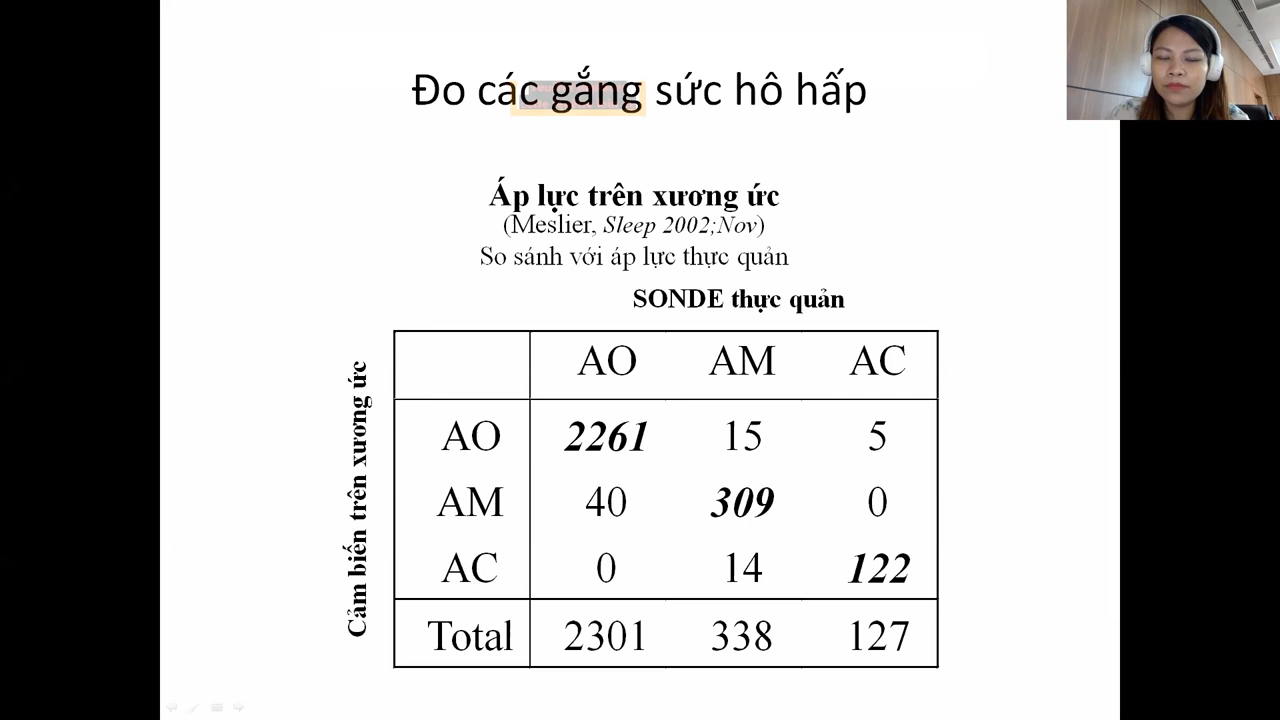 Đo các gắng sức hô hấp
Áp lực trên xương ức
(Meslier, Sleep 2002;Nov)
So sánh với áp lực thực quản
SONDE thực quản
Cảm biến trên xương ức
AO AM AC
AO 2261 15 5
AM 40 309 0
AC 0 14 122
Total 2301 338 127